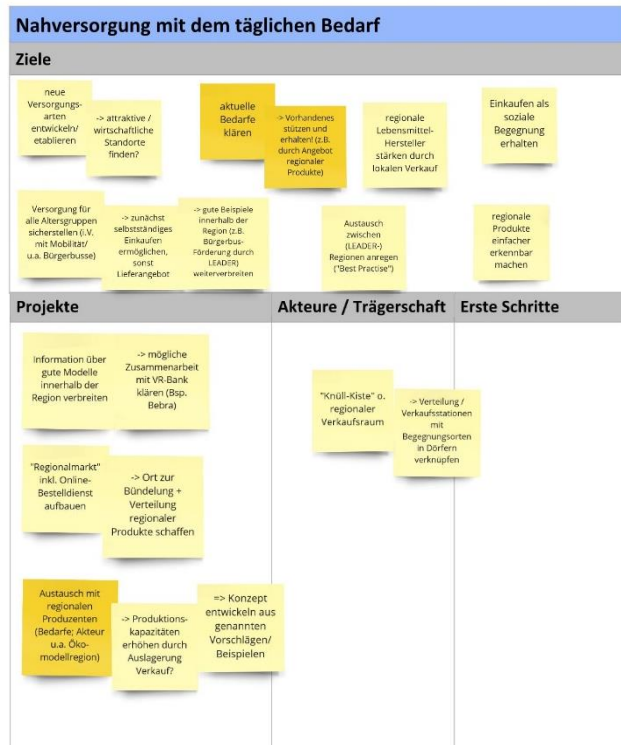 Nahversorgung mit dem täglichen Bedarf
Ziele
neue
Versorgungs-
arten
entwickeln/
etablieren
-> attraktive /
wirtschaftliche
Standorte
finden?
aktuelle
Bedarfe
klären
-> Vorhandenes
stützen und
erhalten! (z.B.
durch Angebot
regionaler
Produkte)
regionale
Lebensmittel-
Hersteller
stärken durch
lokalen Verkauf
Einkaufen als
soziale
Begegnung
erhalten
Versorgung für
alle Altersgruppen
sicherstellen (i.V.
mit Mobilität/
u.a. Bürgerbusse)
-> zunächst
selbstständiges
Einkaufen
ermöglichen,
sonst
Lieferangebot
-> gute Beispiele
innerhalb der
Region (z.B.
Bürgerbus-
Förderung durch
LEADER)
weiterverbreiten
Austausch
zwischen
(LEADER-)
Regionen anregen
("Best Practise")
regionale
Produkte
einfacher
erkennbar
machen
Projekte
Akteure / Trägerschaft
Erste Schritte
Information über
gute Modelle
innerhalb der
Region verbreiten
-> mögliche
Zusammenarbeit
mit VR-Bank
klären (Bsp.
Bebra)
"Knüll-Kiste" o.
regionaler
Verkaufsraum
-> Verteilung /
Verkaufsstationen
mit
Begegnungsorten
in Dörfern
verknüpfen
"Regionalmarkt"
inkl. Online-
Bestelldienst
aufbauen
-> Ort zur
Bündelung +
Verteilung
regionaler
Produkte schaffen
Austausch mit
regionalen
Produzenten
(Bedarfe; Akteur
u.a. Öko-
modellregion)
-> Produktions-
kapazitäten
erhöhen durch
Auslagerung
Verkauf?
=> Konzept
entwickeln aus
genannten
Vorschlägen/
Beispielen